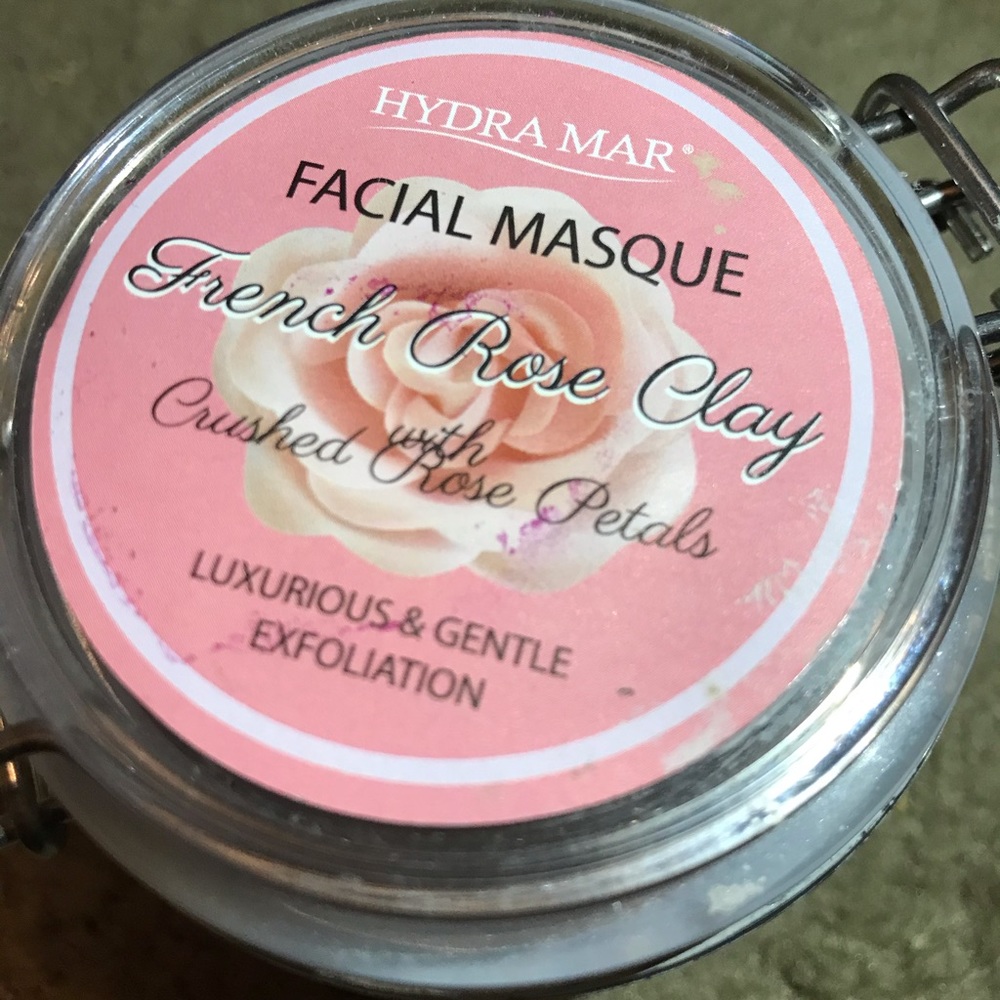 HYDRA MAR®
FACIAL MASQUE
French Rose Clay
with
Crushed Rose Petals
LUXURIOUS & GENTLE
EXFOLIATION